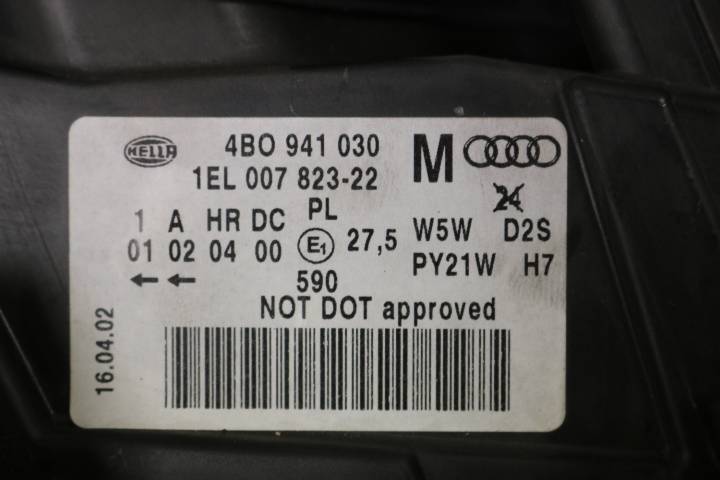 HELLA 4B0 941 030 M
1EL 007 823-22
24
1 A HR DC PL
01 02 04 00 E1 27,5
W5W D2S
PY21W H7
590
NOT DOT approved
16.04.02